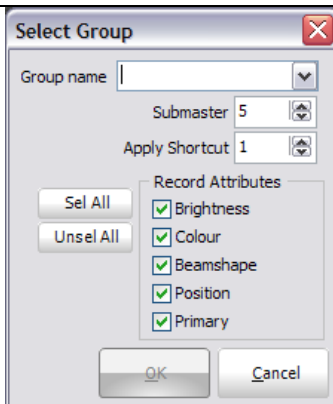 Select Group
Group name
Submaster 5
Apply Shortcut 1
Record Attributes
Sel All
Brightness
Unsel All
Colour
Beamshape
Position
Primary
OK
Cancel